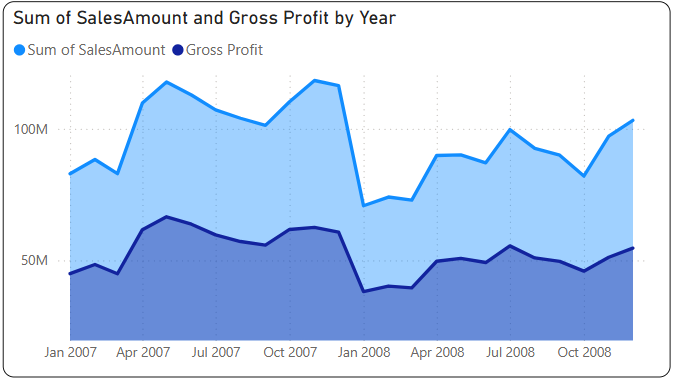 Sum of SalesAmount and Gross Profit by Year
Sum of SalesAmount Gross Profit
100M
50M
Jan 2007 Apr 2007 Jul 2007 Oct 2007 Jan 2008 Apr 2008 Jul 2008 Oct 2008